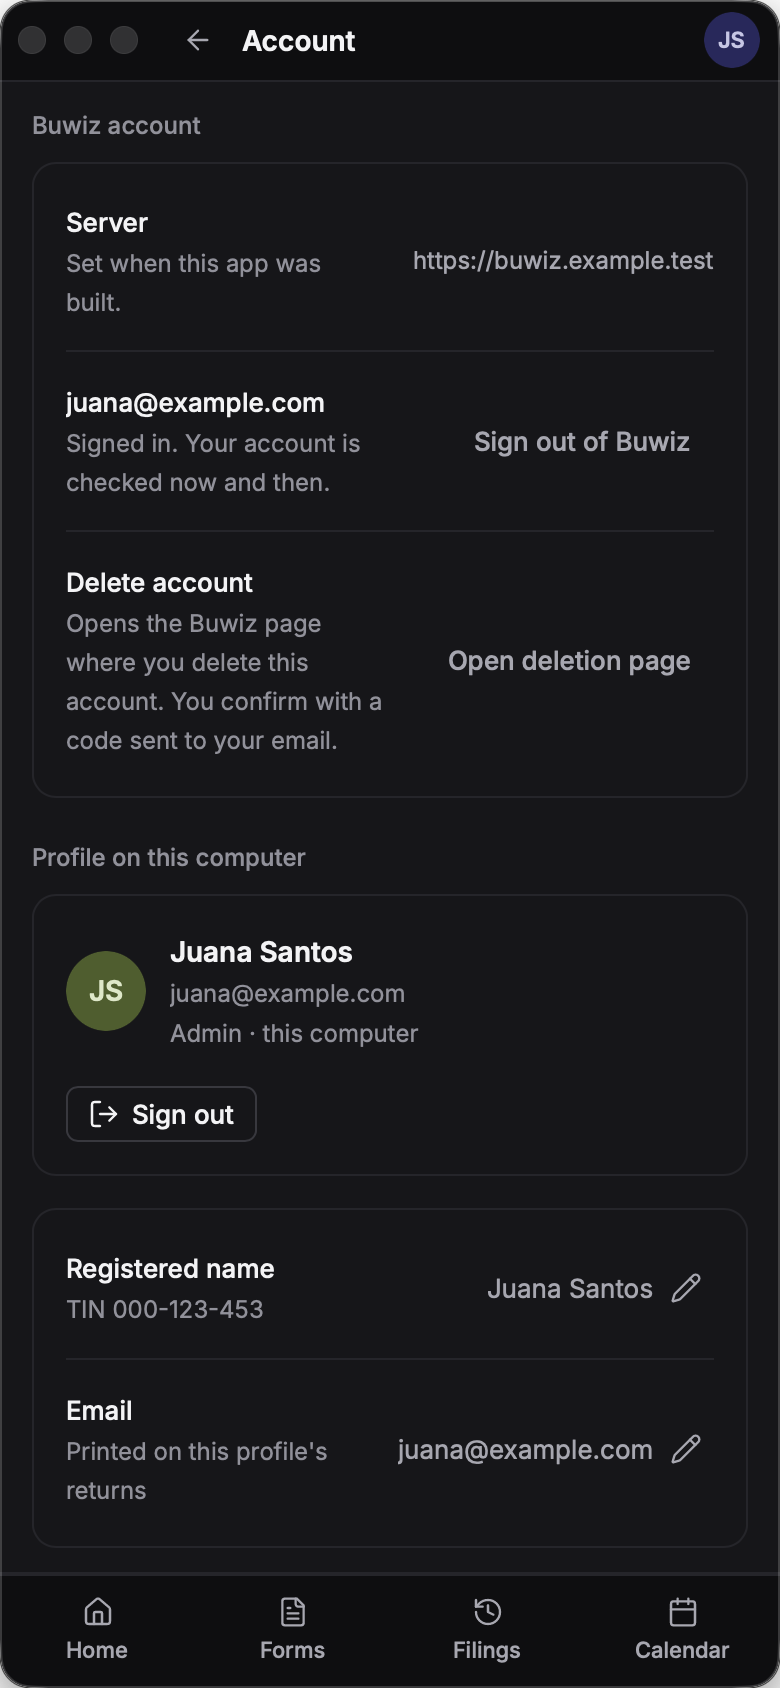 Account
JS
Buwiz account
Server
Set when this app was
built.
https://buwiz.example.test
juana@example.com
Signed in. Your account is
checked now and then.
Sign out of Buwiz
Delete account
Opens the Buwiz page
where you delete this
account. You confirm with a
code sent to your email.
Open deletion page
Profile on this computer
JS
Juana Santos
juana@example.com
Admin · this computer
Sign out
Registered name
TIN 000-123-453
Juana Santos
Email
Printed on this profile's
returns
juana@example.com
Home
Forms
Filings
Calendar